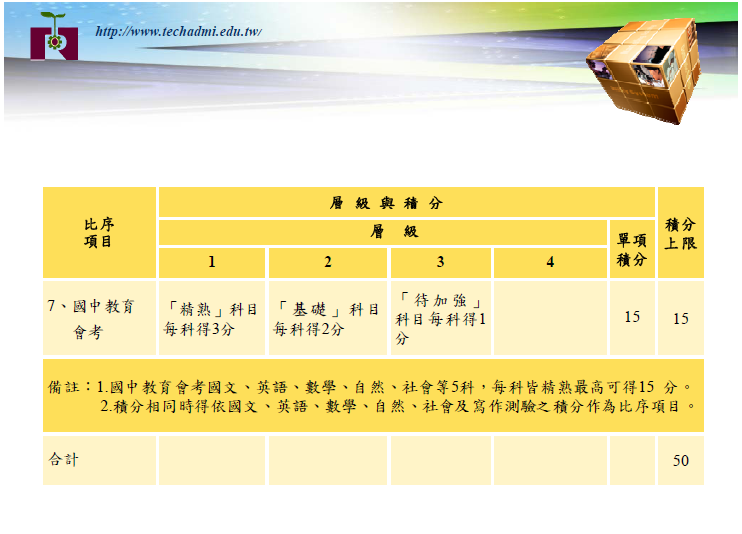 http://www.techadmi.edu.tw/
R
比序
項目
層 級 與 積 分
積分
上限
層 級
單項
積分
1
2
3
4
7、國中教育
會考
「精熟」科目
每科得3分
「基礎」科目
每科得2分
「待加強」
科目每科得1
分
15
15
備註：1.國中教育會考國文、英語、數學、自然、社會等5科，每科皆精熟最高可得15 分。
2.積分相同時得依國文、英語、數學、自然、社會及寫作測驗之積分作為比序項目。
合計
50